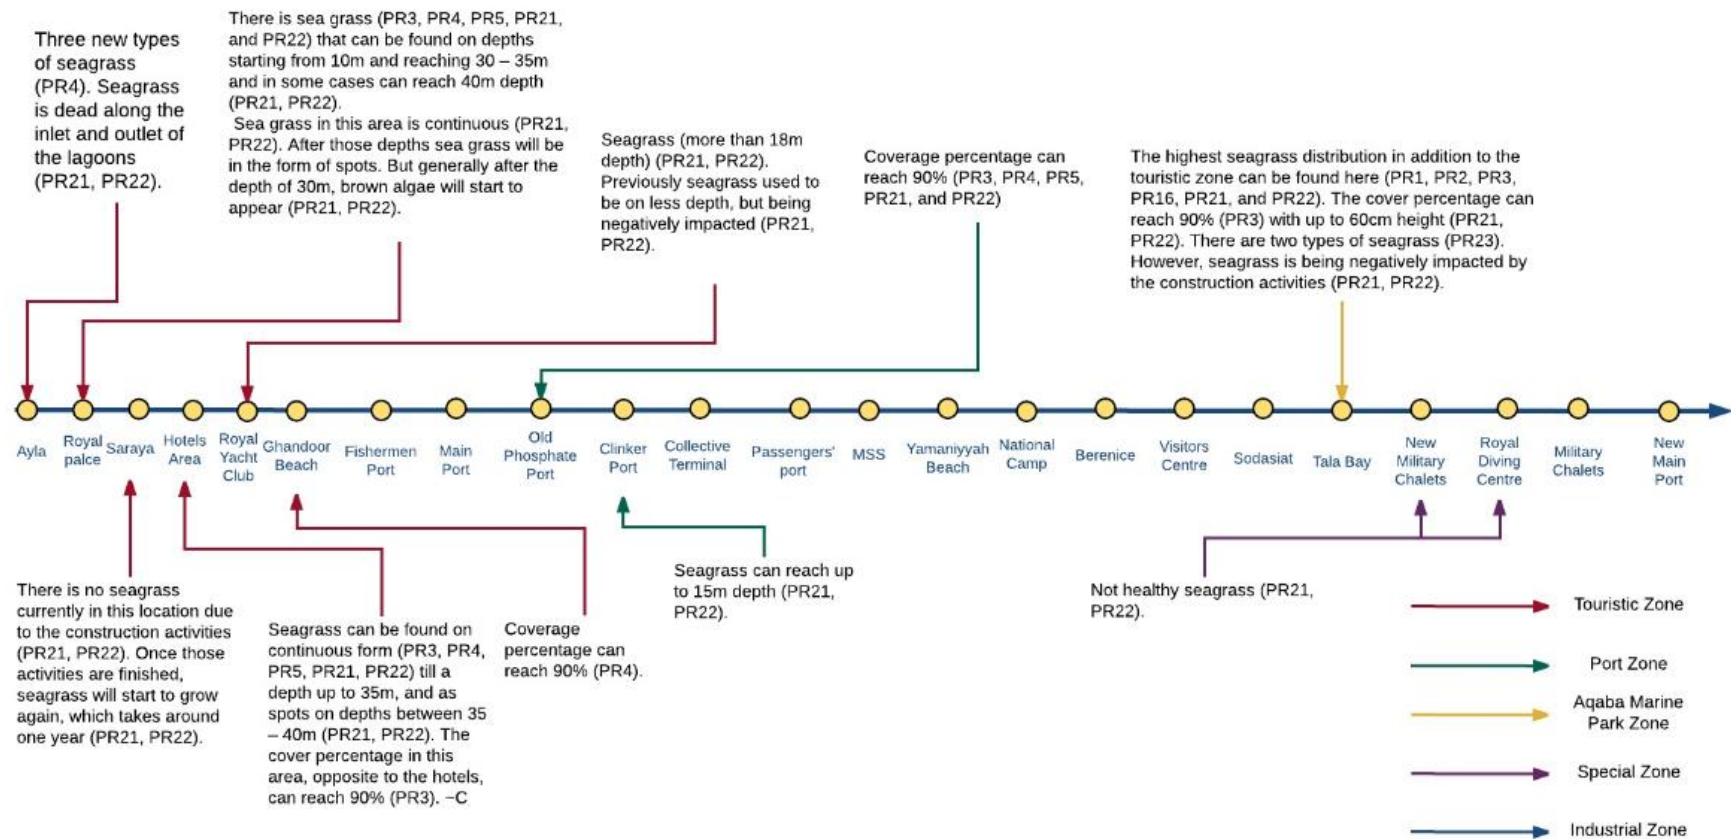 Three new types
of seagrass
(PR4). Seagrass
is dead along the
inlet and outlet of
the lagoons
(PR21, PR22).
There is sea grass (PR3, PR4, PR5, PR21,
and PR22) that can be found on depths
starting from 10m and reaching 30 – 35m
and in some cases can reach 40m depth
(PR21, PR22).
Sea grass in this area is continuous (PR21,
PR22). After those depths sea grass will be
in the form of spots. But generally after the
depth of 30m, brown algae will start to
appear (PR21, PR22).
Seagrass (more than 18m
depth) (PR21, PR22).
Previously seagrass used to
be on less depth, but being
negatively impacted (PR21,
PR22).
Coverage percentage can
reach 90% (PR3, PR4, PR5,
PR21, and PR22)
The highest seagrass distribution in addition to the
touristic zone can be found here (PR1, PR2, PR3,
PR16, PR21, and PR22). The cover percentage can
reach 90% (PR3) with up to 60cm height (PR21,
PR22). There are two types of seagrass (PR23).
However, seagrass is being negatively impacted by
the construction activities (PR21, PR22).
Ayla
Royal
palce
Saraya
Hotels
Area
Royal
Yacht
Club
Ghandoor
Beach
Fishermen
Port
Main
Port
Old
Phosphate
Port
Clinker
Port
Collective
Terminal
Passengers'
port
MSS
Yamaniyyah
Beach
National
Camp
Berenice
Visitors
Centre
Sodasiat
Tala Bay
New
Military
Chalets
Royal
Diving
Centre
Military
Chalets
New
Main
Port
There is no seagrass
currently in this location due
to the construction activities
(PR21, PR22). Once those
activities are finished,
seagrass will start to grow
again, which takes around
one year (PR21, PR22).
Seagrass can be found on
continuous form (PR3, PR4,
PR5, PR21, PR22) till a
depth up to 35m, and as
spots on depths between 35
– 40m (PR21, PR22). The
cover percentage in this
area, opposite to the hotels,
can reach 90% (PR3). ~C
Coverage
percentage can
reach 90% (PR4).
Seagrass can reach up
to 15m depth (PR21,
PR22).
Not healthy seagrass (PR21,
PR22).
Touristic Zone
Port Zone
Aqaba Marine
Park Zone
Special Zone
Industrial Zone